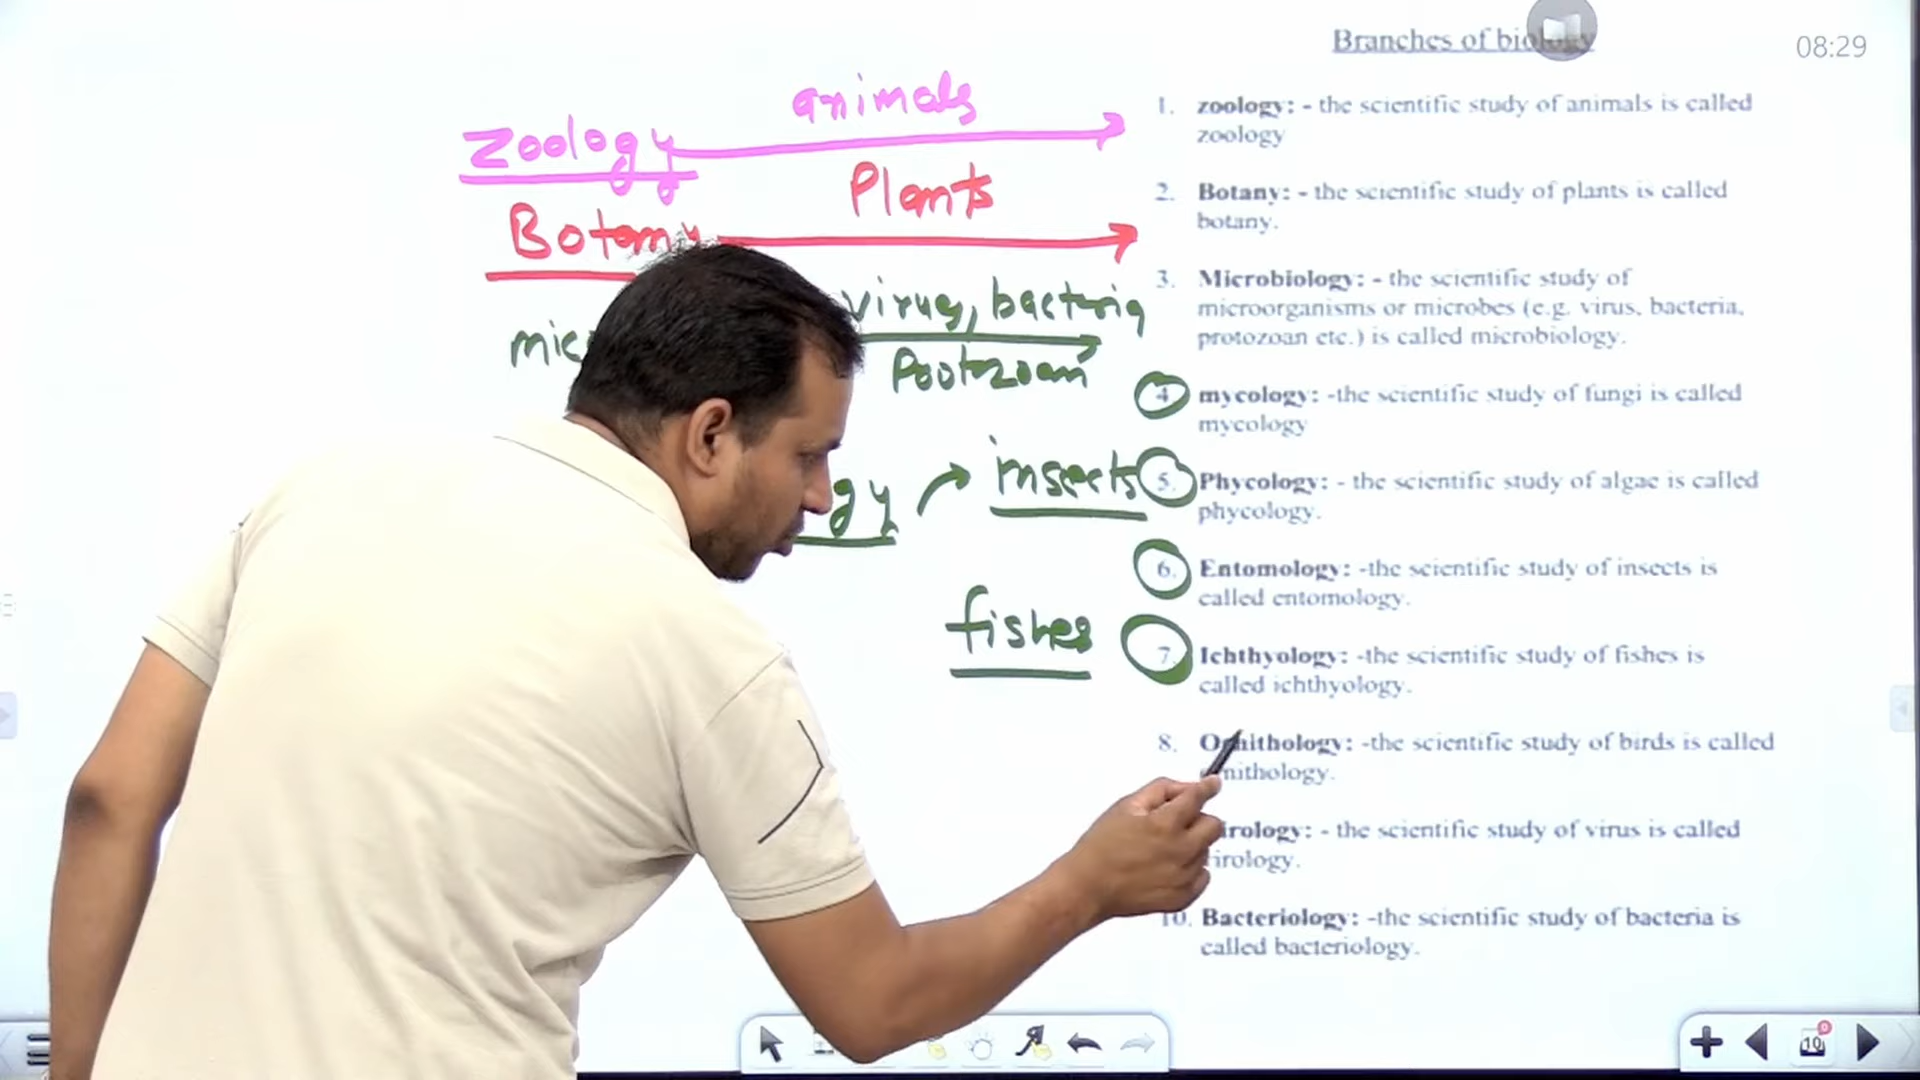 Branches of biology
08:29
1. zoology: - the scientific study of animals is called
zoology
2. Botany: - the scientific study of plants is called
botany.
3. Microbiology: - the scientific study of
microorganisms or microbes (e.g. virus, bacteria,
protozoan etc.) is called microbiology.
4 mycology: -the scientific study of fungi is called
mycology
5. Phycology: - the scientific study of algae is called
phycology.
6. Entomology: -the scientific study of insects is
called entomology.
7. Ichthyology: -the scientific study of fishes is
called ichthyology.
8. Ornithology: -the scientific study of birds is called
ornithology.
irology: - the scientific study of virus is called
irology.
10. Bacteriology: -the scientific study of bacteria is
called bacteriology.
zoology animals
Botany Plants
mic virus, bacteria
Pootozoan
gy insects
fishes
10
0